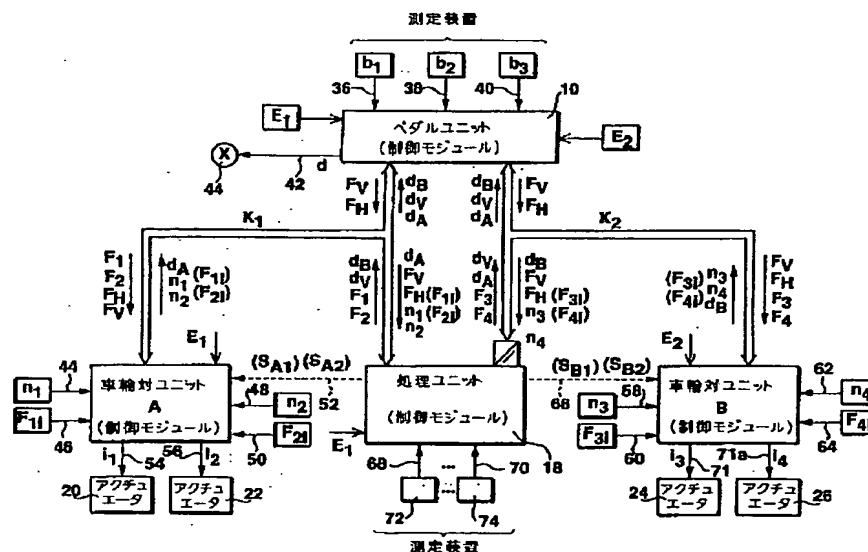 測定装置
b1 b2 b3
36 38 40 10
E1 ペダルユニット E2
(制御モジュール)
X d
44 42
FV dB dB FV
FH dV dV FH
dA dA
K1 K2
F1 dA dB dA dV dB (F3i) n3 FV
F2 n1 (F1i) dV FV dA FV (F4i) n4 FH
FH n2 (F2i) F1 FH (F1i) F3 FH (F3i) dB F3
FV F2 n1 (F2i) F4 n3 (F4i) F4
n2 n4
E1 E2
(SA1) (SA2) (SB1) (SB2)
n1 44 車輪対ユニット 48 n2 52 処理ユニット 66 n3 58 車輪対ユニット 62 n4
A B
F1i 46 (制御モジュール) 50 F2i (制御モジュール) F3i 60 (制御モジュール) 64 F4i
E1 18
i1 54 56 i2 68 70 i3 71 71a i4
20 アクチュエータ アクチュエータ 22 72 74 24 アクチュエータ アクチュエータ 26
測定装置